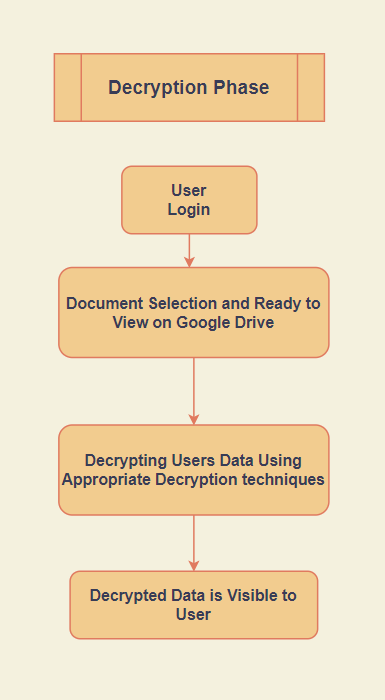 Decryption Phase
User
Login
Document Selection and Ready to
View on Google Drive
Decrypting Users Data Using
Appropriate Decryption techniques
Decrypted Data is Visible to
User